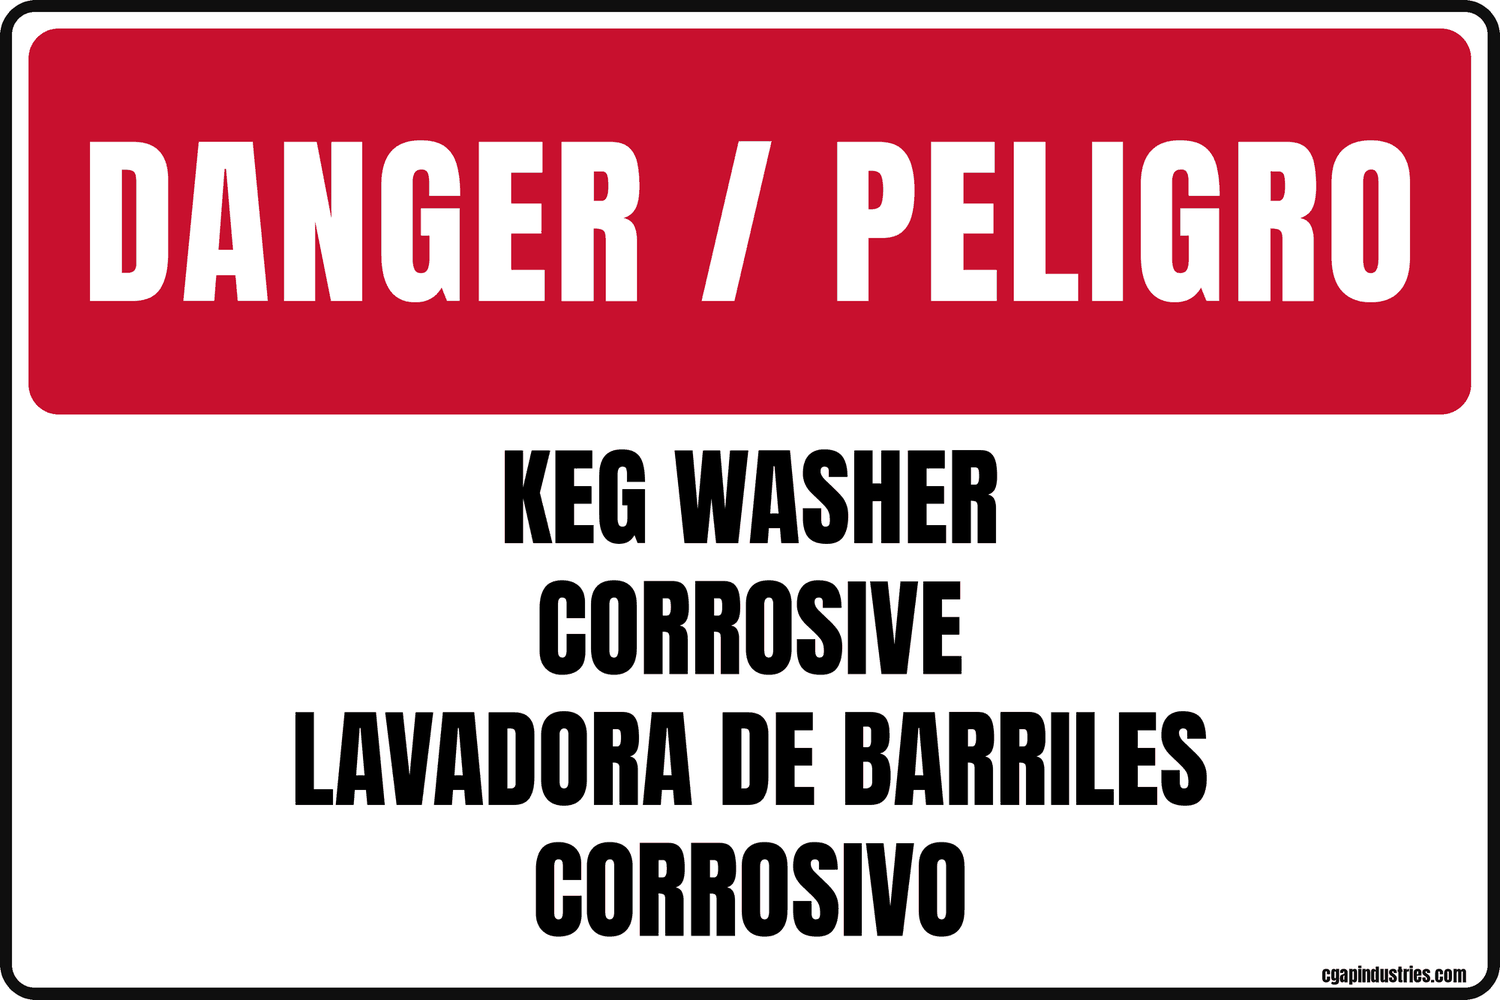 DANGER / PELIGRO
KEG WASHER
CORROSIVE
LAVADORA DE BARRILES
CORROSIVO
cgapindustries.com